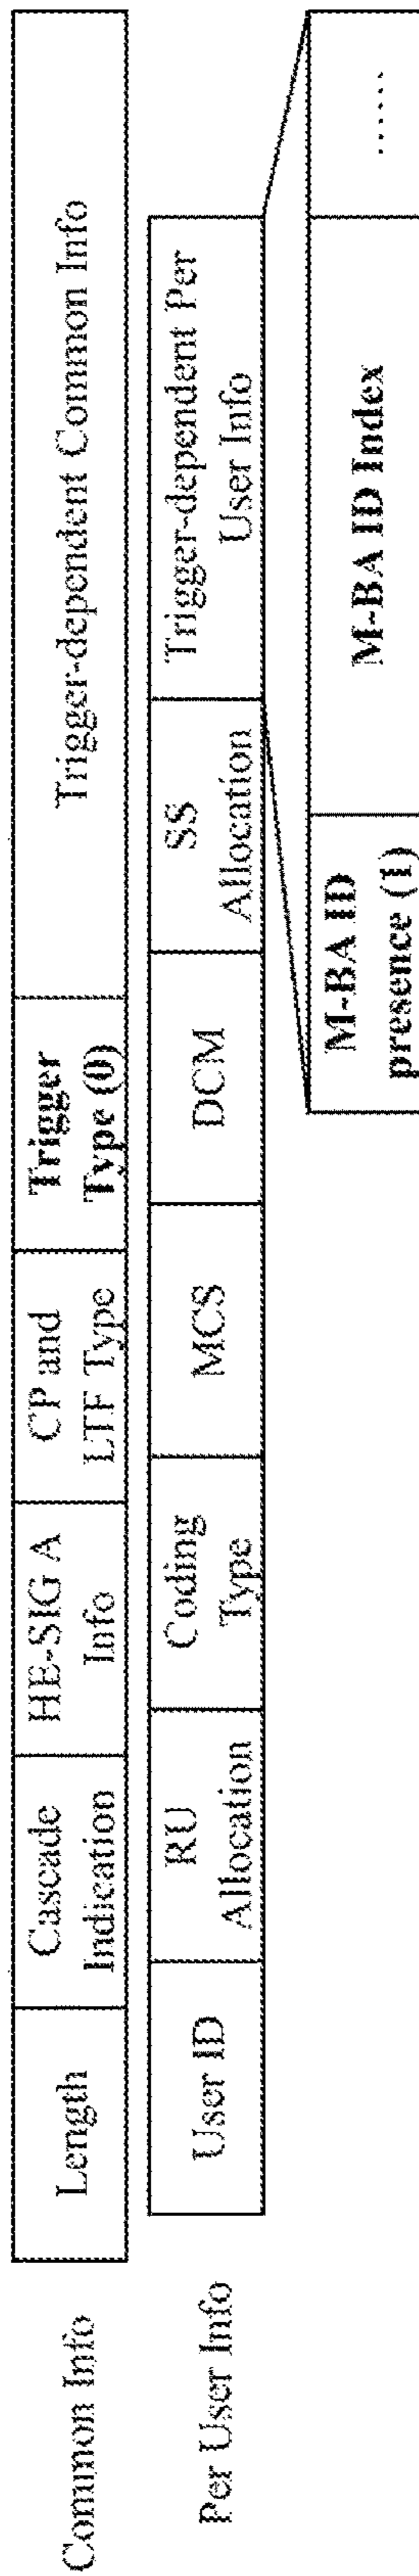 Common Info
Length
Cascade
Indication
HE-SIG A
Info
CP and
LTF Type
Trigger
Type (0)
Trigger-dependent Common Info
Per User Info
User ID
RU
Allocation
Coding
Type
MCS
DCM
SS
Allocation
Trigger-dependent Per
User Info
M-BA ID
presence (1)
M-BA ID Index
......